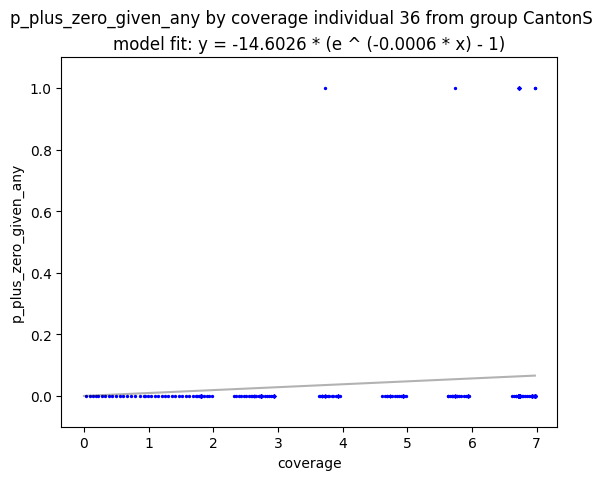 p_plus_zero_given_any by coverage individual 36 from group CantonS
model fit: y = -14.6026 * (e ^ (-0.0006 * x) - 1)
p_plus_zero_given_any
1.0
0.8
0.6
0.4
0.2
0.0
0 1 2 3 4 5 6 7
coverage